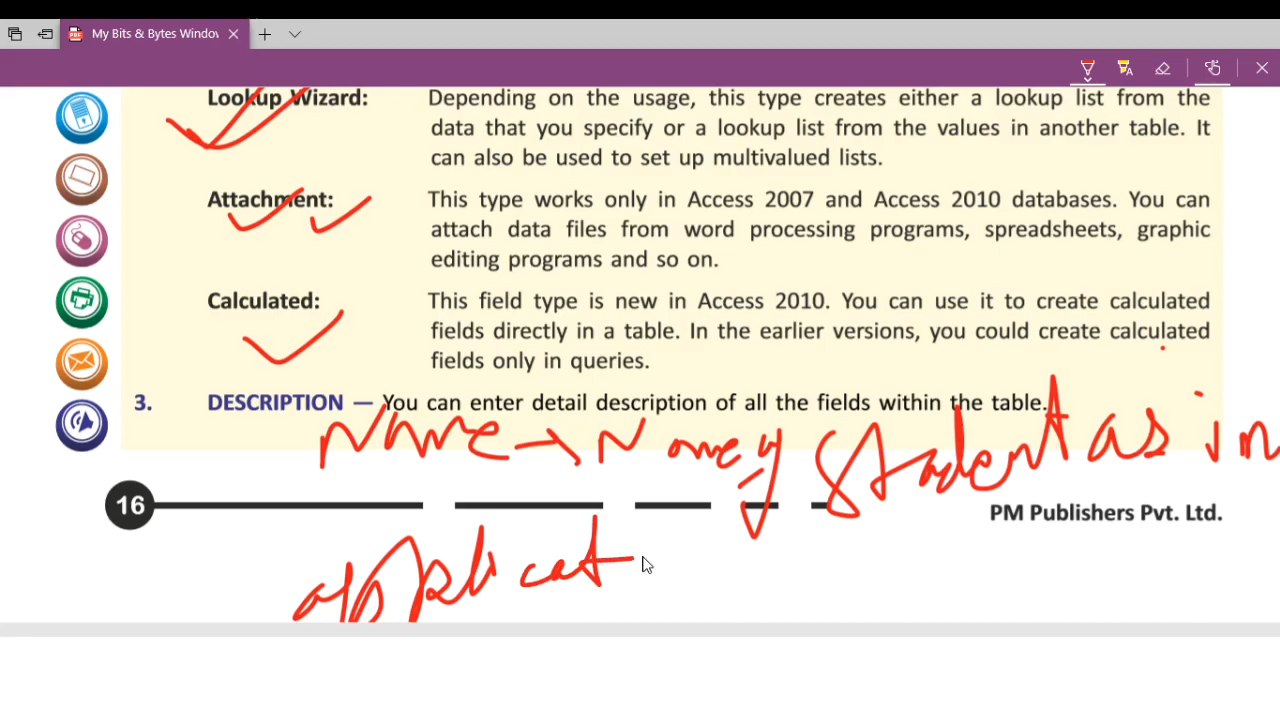 My Bits & Bytes Window
Lookup Wizard: Depending on the usage, this type creates either a lookup list from the
data that you specify or a lookup list from the values in another table. It
can also be used to set up multivalued lists.
Attachment: This type works only in Access 2007 and Access 2010 databases. You can
attach data files from word processing programs, spreadsheets, graphic
editing programs and so on.
Calculated: This field type is new in Access 2010. You can use it to create calculated
fields directly in a table. In the earlier versions, you could create calculated
fields only in queries.
3. DESCRIPTION — You can enter detail description of all the fields within the table.
Name → Student as in
16 PM Publishers Pvt. Ltd.
applicat